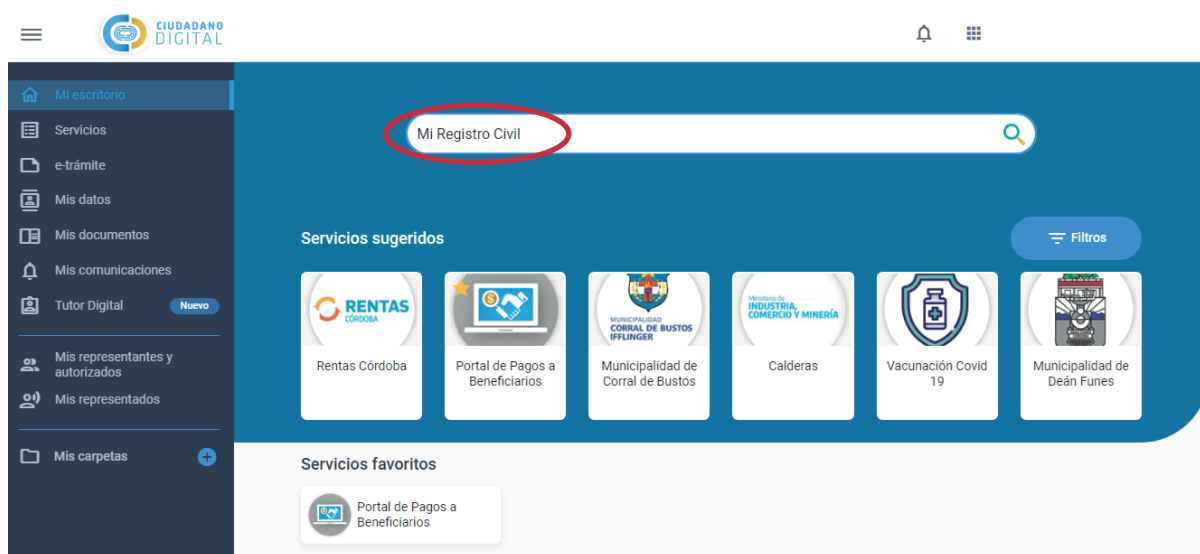 CIUDADANO
DIGITAL
Mi escritorio
Servicios
e-trámite
Mis datos
Mis documentos
Mis comunicaciones
Tutor Digital
Nuevo
Mis representantes y
autorizados
Mis representados
Mis carpetas
Mi Registro Civil
Servicios sugeridos
Filtros
RENTAS
CÓRDOBA
Rentas Córdoba
Portal de Pagos a
Beneficiarios
MUNICIPALIDAD
CORRAL DE BUSTOS
IFFLINGER
Municipalidad de
Corral de Bustos
Ministerio de
INDUSTRIA,
COMERCIO Y MINERÍA
Calderas
Vacunación Covid
19
Municipalidad de
Deán Funes
Servicios favoritos
Portal de Pagos a
Beneficiarios